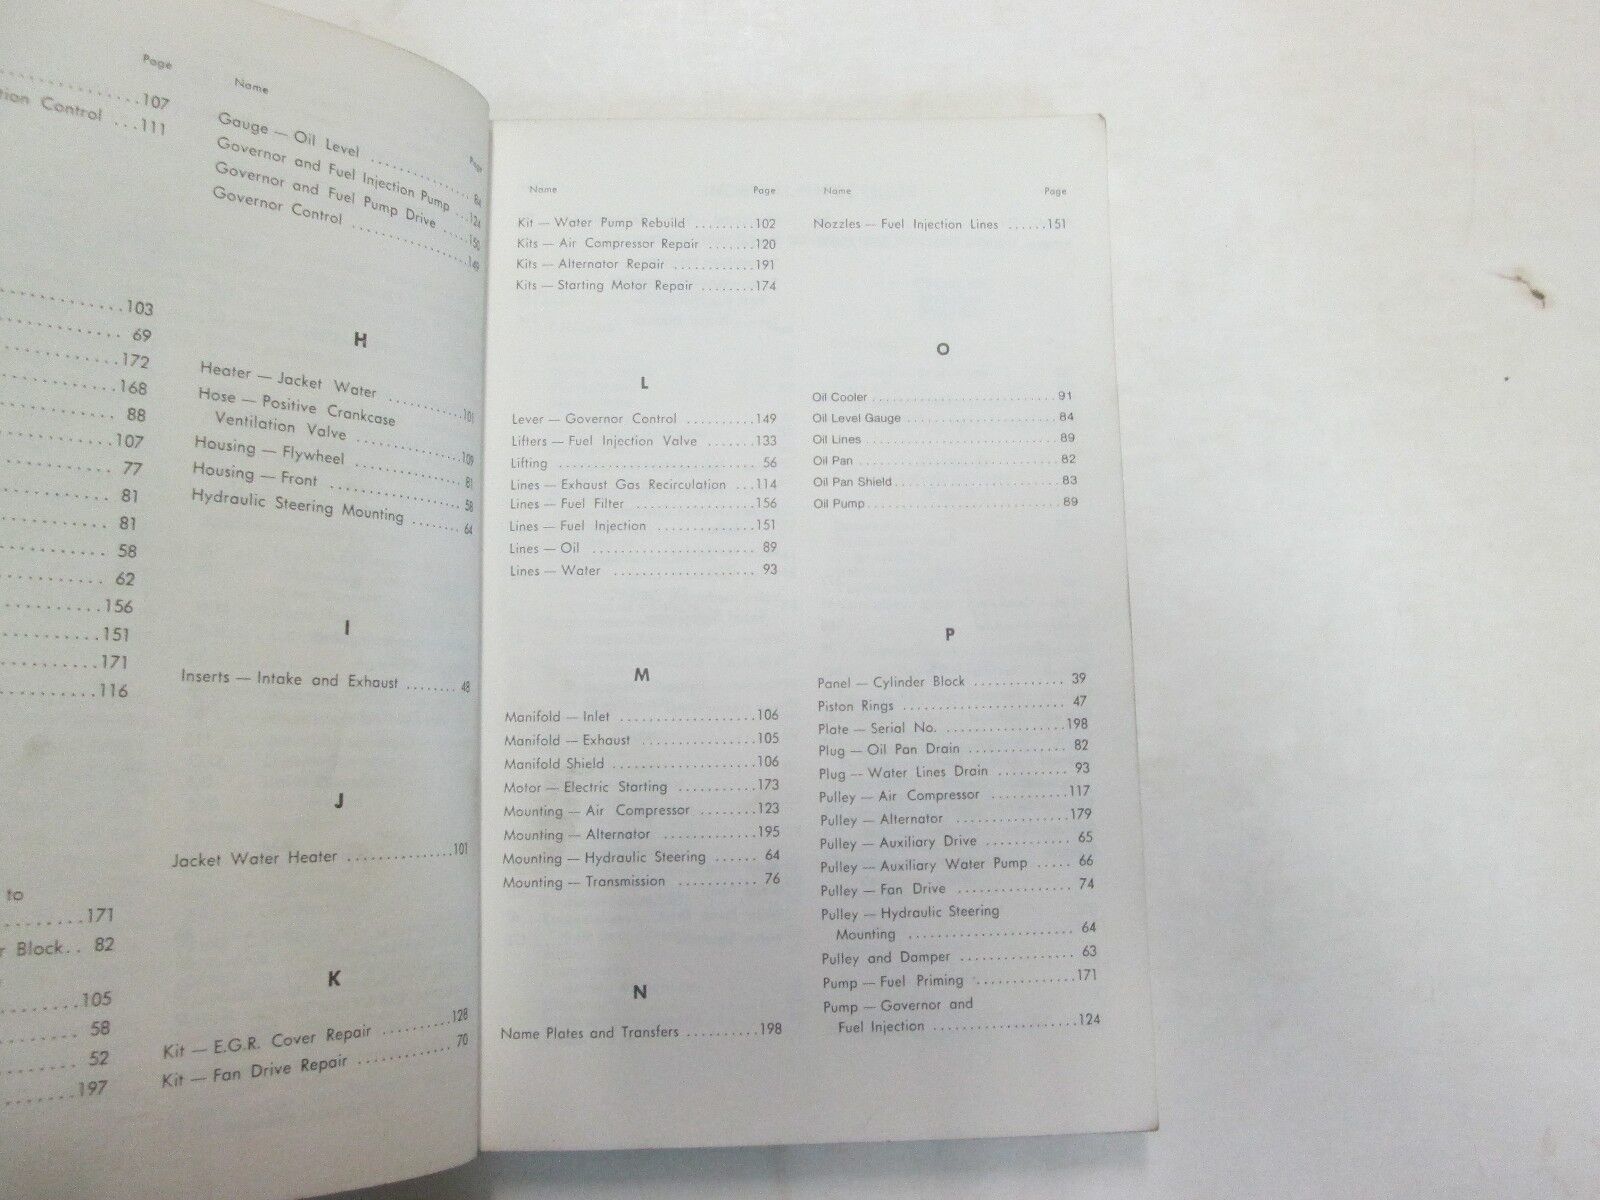 Page
107
tion Control ...111
103
69
172
168
88
107
77
81
81
58
62
156
151
171
116
to
171
r Block.. 82
105
58
52
197
Name
Page
Gauge — Oil Level .......... 84
Governor and Fuel Injection Pump ...124
Governor and Fuel Pump Drive .....150
Governor Control ..........149
H
Heater — Jacket Water ..........101
Hose — Positive Crankcase
Ventilation Valve ..........109
Housing — Flywheel .......... 81
Housing — Front .......... 58
Hydraulic Steering Mounting ....... 64
I
Inserts — Intake and Exhaust ........ 48
J
Jacket Water Heater ..........101
K
Kit — E.G.R. Cover Repair ..........128
Kit — Fan Drive Repair .......... 70
Name Page
Kit — Water Pump Rebuild .........102
Kits — Air Compressor Repair .......120
Kits — Alternator Repair ............191
Kits — Starting Motor Repair ........174
L
Lever — Governor Control ..........149
Lifters — Fuel Injection Valve .......133
Lifting .......... 56
Lines — Exhaust Gas Recirculation ...114
Lines — Fuel Filter ..........156
Lines — Fuel Injection ..........151
Lines — Oil .......... 89
Lines — Water .......... 93
M
Manifold — Inlet ..........106
Manifold — Exhaust ..........105
Manifold Shield ..........106
Motor — Electric Starting ...........173
Mounting — Air Compressor ........123
Mounting — Alternator ..........195
Mounting — Hydraulic Steering ...... 64
Mounting — Transmission ........... 76
N
Name Plates and Transfers ..........198
Name Page
Nozzles — Fuel Injection Lines ......151
O
Oil Cooler .......... 91
Oil Level Gauge .......... 84
Oil Lines .......... 89
Oil Pan .......... 82
Oil Pan Shield .......... 83
Oil Pump .......... 89
P
Panel — Cylinder Block ............. 39
Piston Rings .......... 47
Plate — Serial No. ..........198
Plug — Oil Pan Drain .......... 82
Plug — Water Lines Drain .......... 93
Pulley — Air Compressor ...........117
Pulley — Alternator ..........179
Pulley — Auxiliary Drive ............ 65
Pulley — Auxiliary Water Pump ..... 66
Pulley — Fan Drive .......... 74
Pulley — Hydraulic Steering
Mounting .......... 64
Pulley and Damper .......... 63
Pump — Fuel Priming ..........171
Pump — Governor and
Fuel Injection ..........124